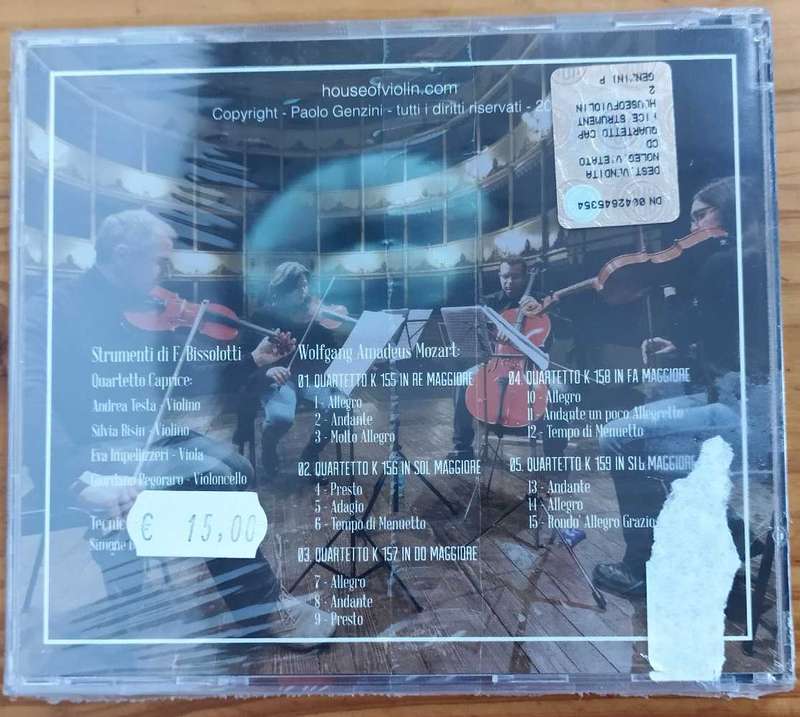 houseofviolin.com
Copyright - Paolo Genzini - tutti i diritti riservati - 20
GENZINI P
2
HOUSEOFVIOLIN
QUARTETTO CAP
CD
NOLEG.VIETATO
DEST.VENDITA
DN 0042645354
Strumenti di F. Bissolotti
Quartetto Caprice:
Andrea Testa - Violino
Silvia Bisin - Violino
Eva Impellizzeri - Viola
Giordano Pegoraro - Violoncello
Simone
€ 15,00
Wolfgang Amadeus Mozart:
01. QUARTETTO K 155 IN RE MAGGIORE
1 - Allegro
2 - Andante
3 - Molto Allegro
02. QUARTETTO K 156 IN SOL MAGGIORE
4 - Presto
5 - Adagio
6 - Tempo di Menuetto
03. QUARTETTO K 157 IN DO MAGGIORE
7 - Allegro
8 - Andante
9 - Presto
04. QUARTETTO K 158 IN FA MAGGIORE
10 - Allegro
11 - Andante un poco Allegretto
12 - Tempo di Menuetto
05. QUARTETTO K 159 IN SI♭ MAGGIORE
13 - Andante
14 - Allegro
15 - Rondo' Allegro Grazio